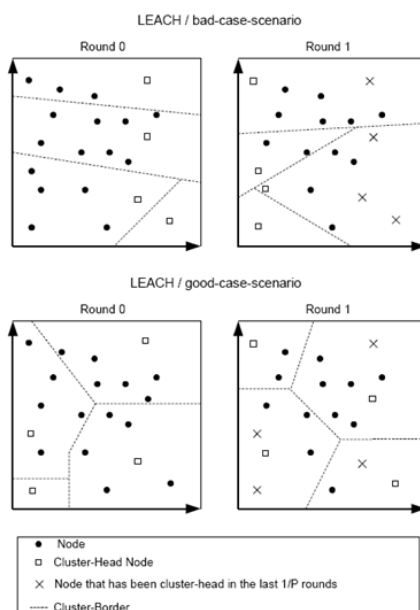 LEACH / bad-case-scenario
Round 0
Round 1
LEACH / good-case-scenario
Round 0
Round 1
Node
Cluster-Head Node
Node that has been cluster-head in the last 1/P rounds
Cluster-Border